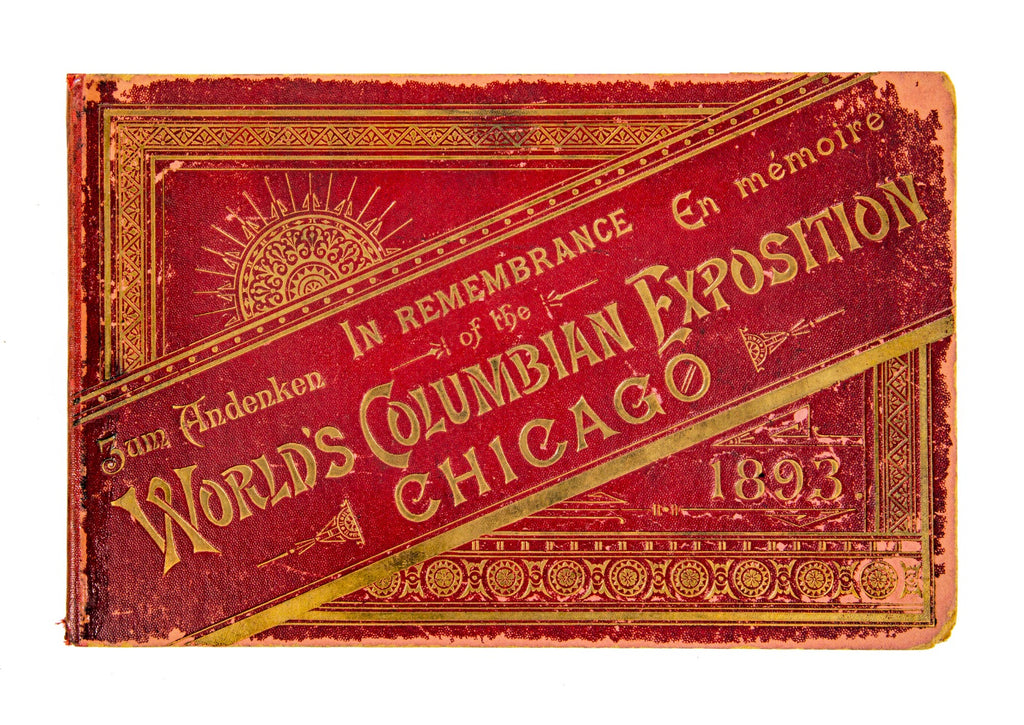 Zum Andenken
In remembrance
En mémoire
of the
World's Columbian Exposition
Chicago
1893.